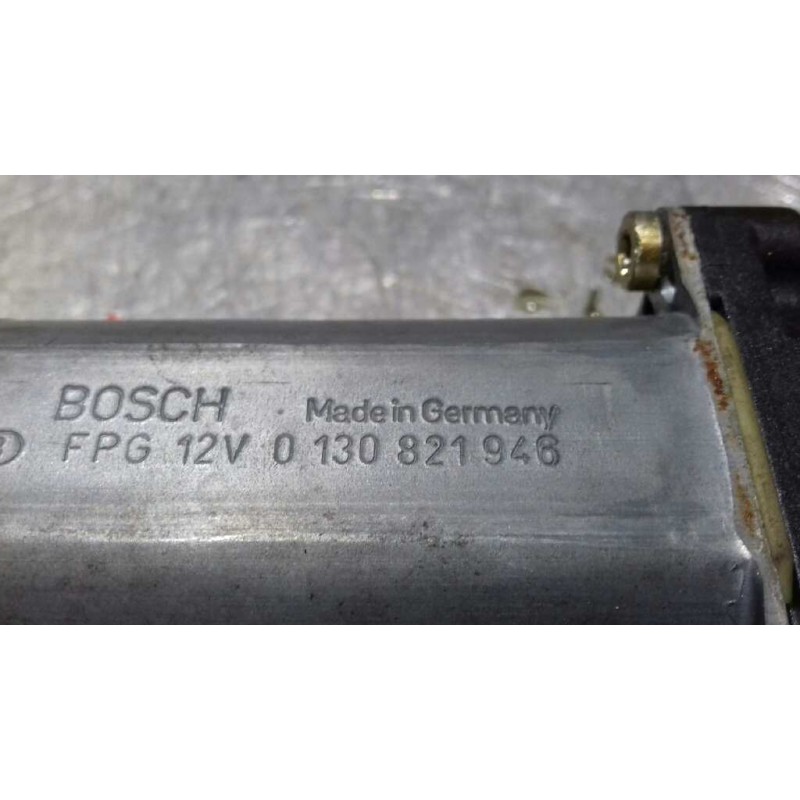 BOSCH Made in Germany
FPG 12V 0 130 821 946